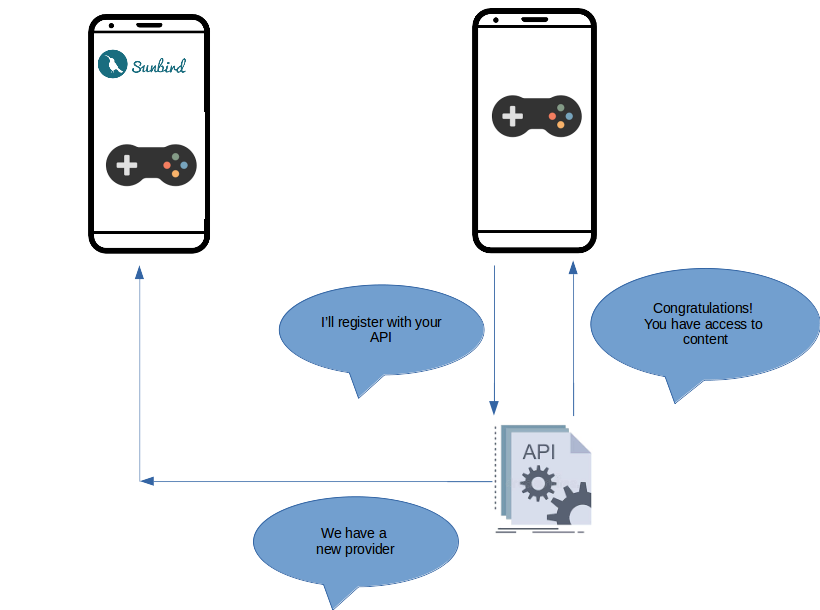 Sunbird
I'll register with your
API
Congratulations!
You have access to
content
API
We have a
new provider